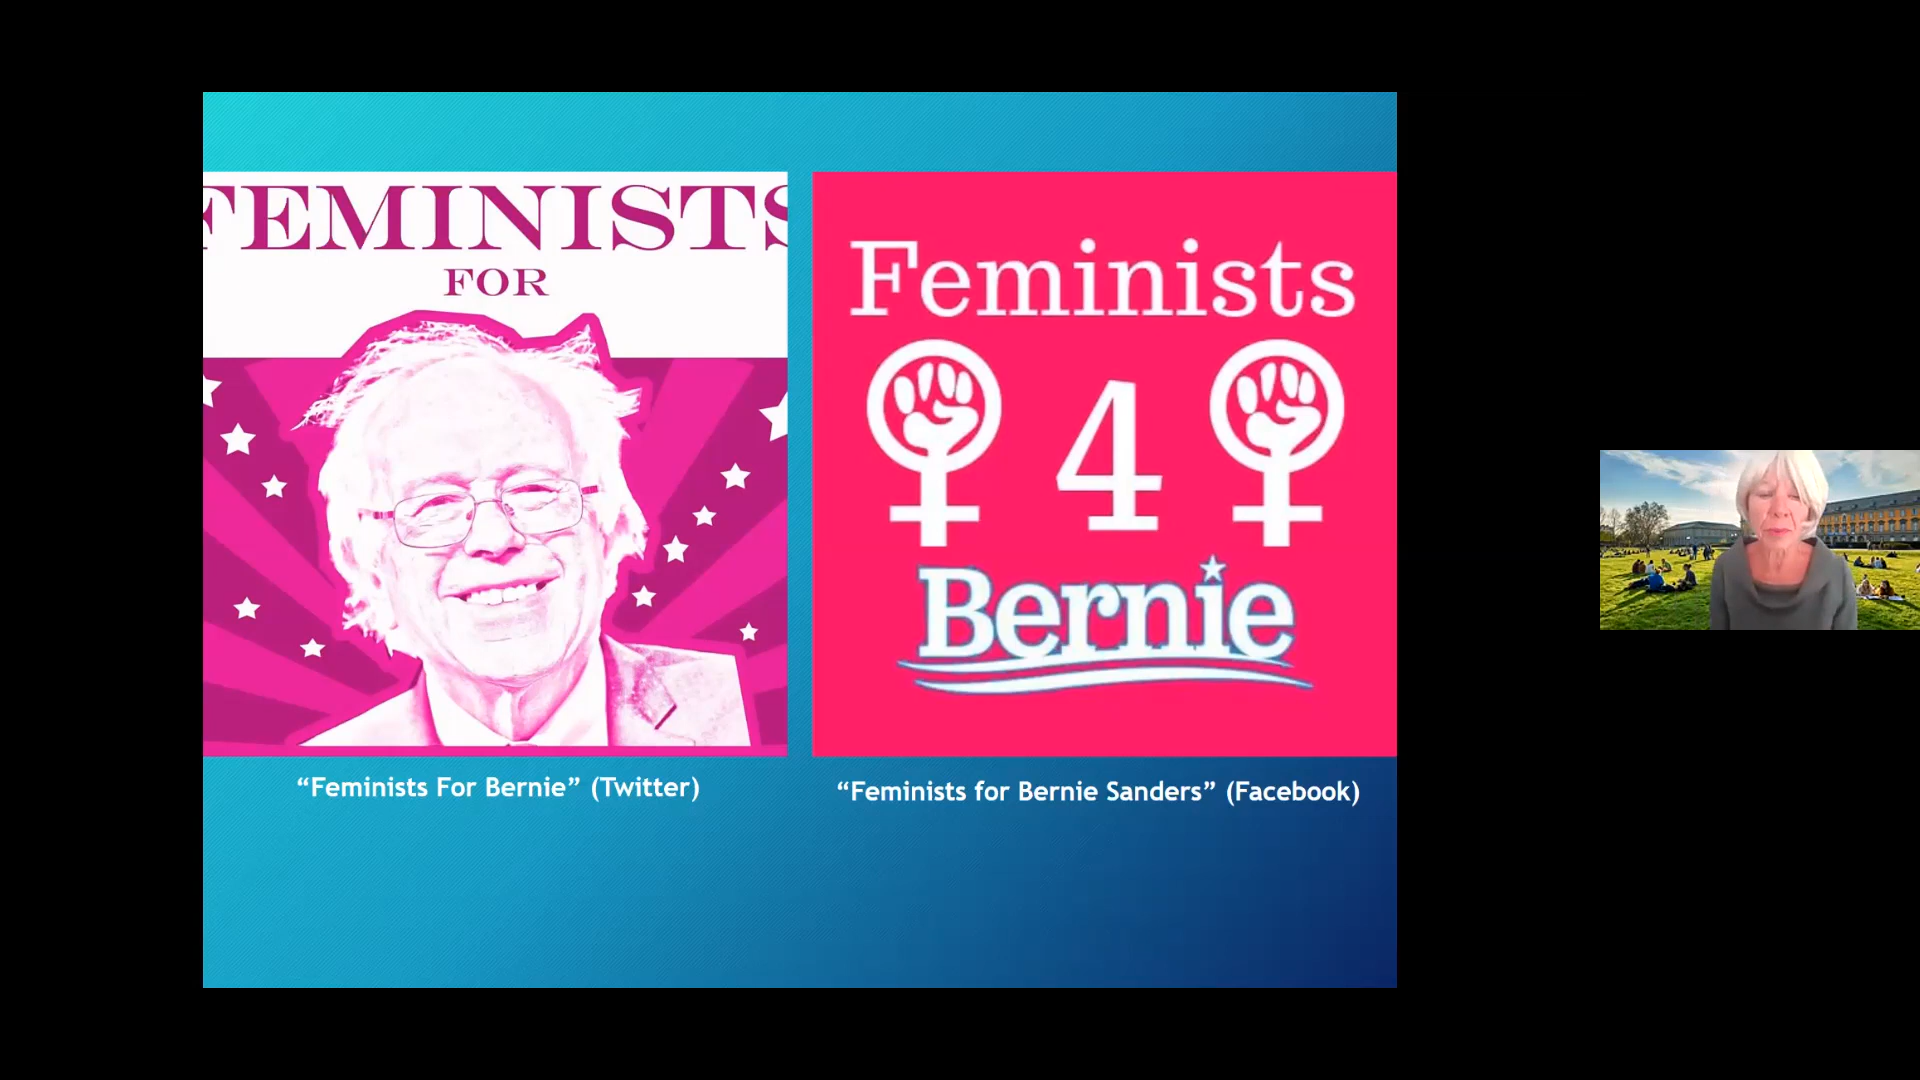 FEMINISTS
FOR
Feminists
4
Bernie
“Feminists For Bernie” (Twitter)
“Feminists for Bernie Sanders” (Facebook)